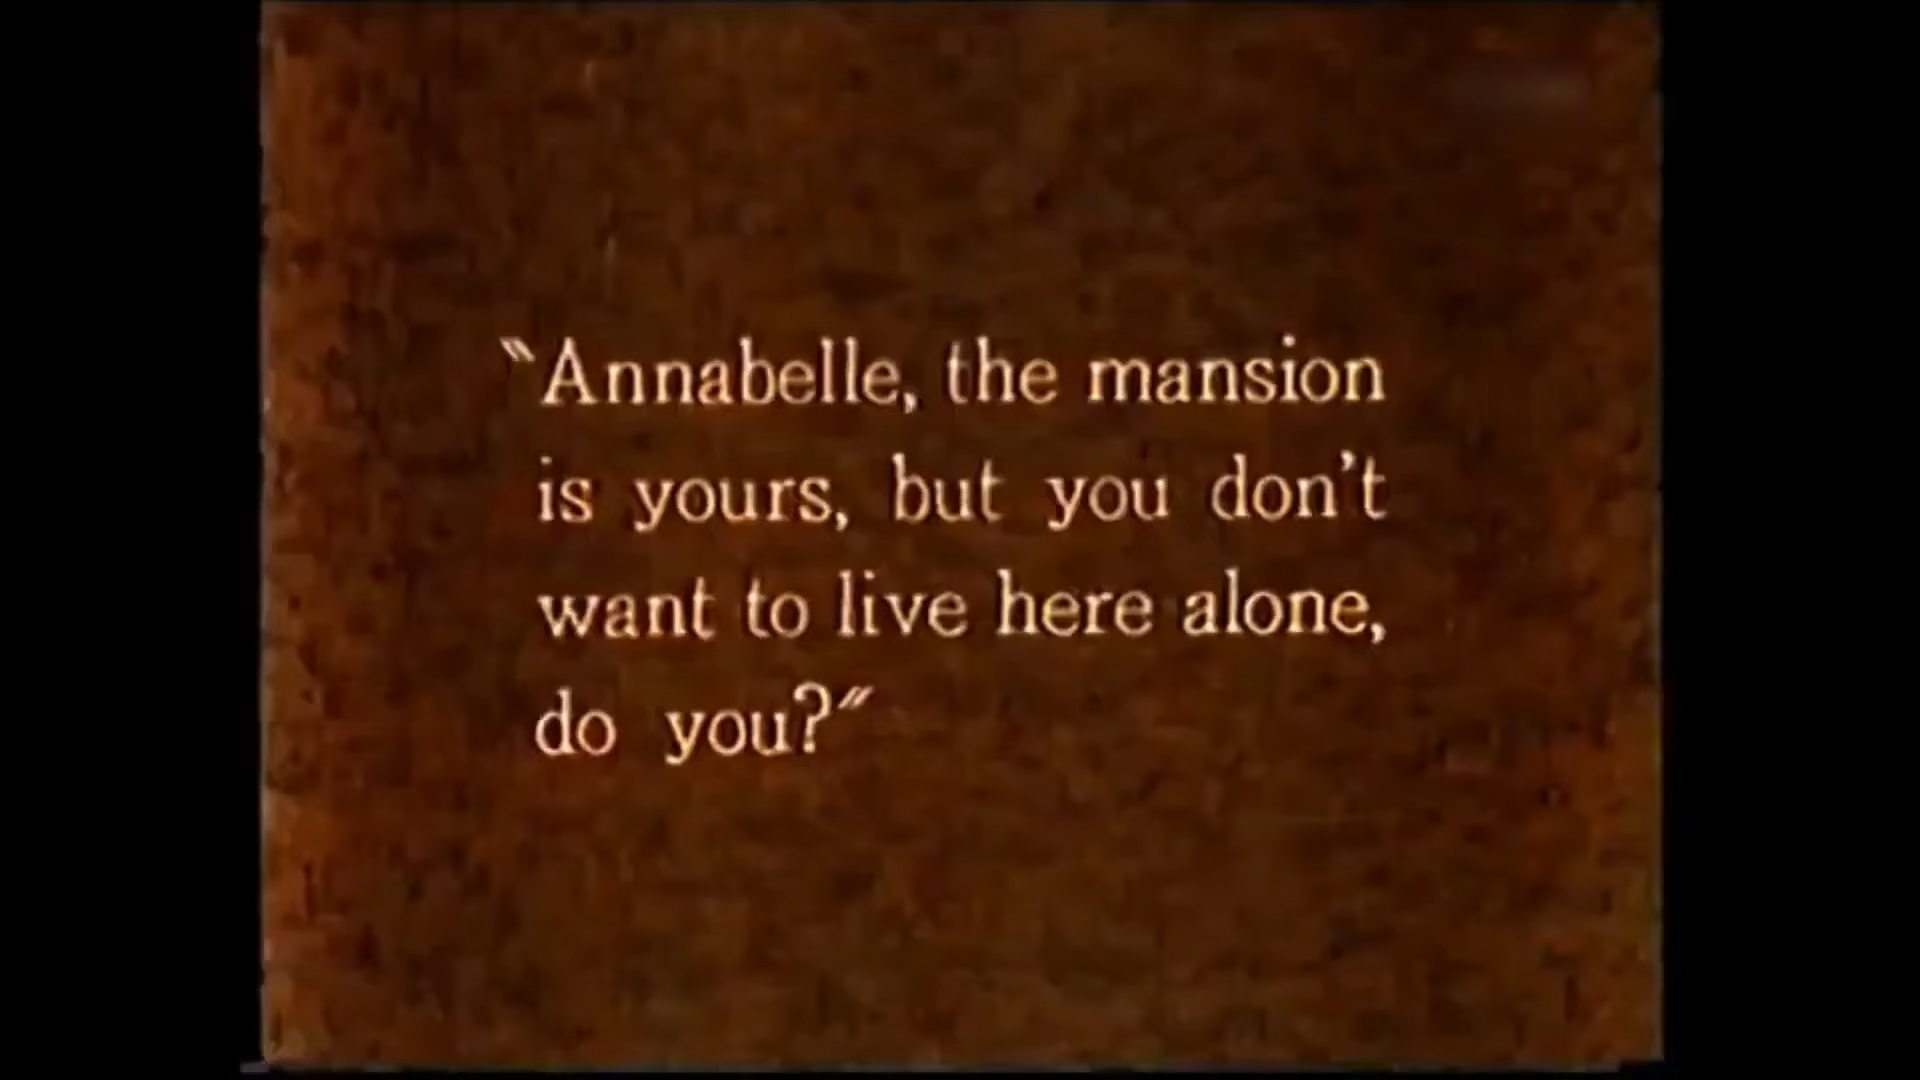 "Annabelle, the mansion
is yours, but you don't
want to live here alone,
do you?"